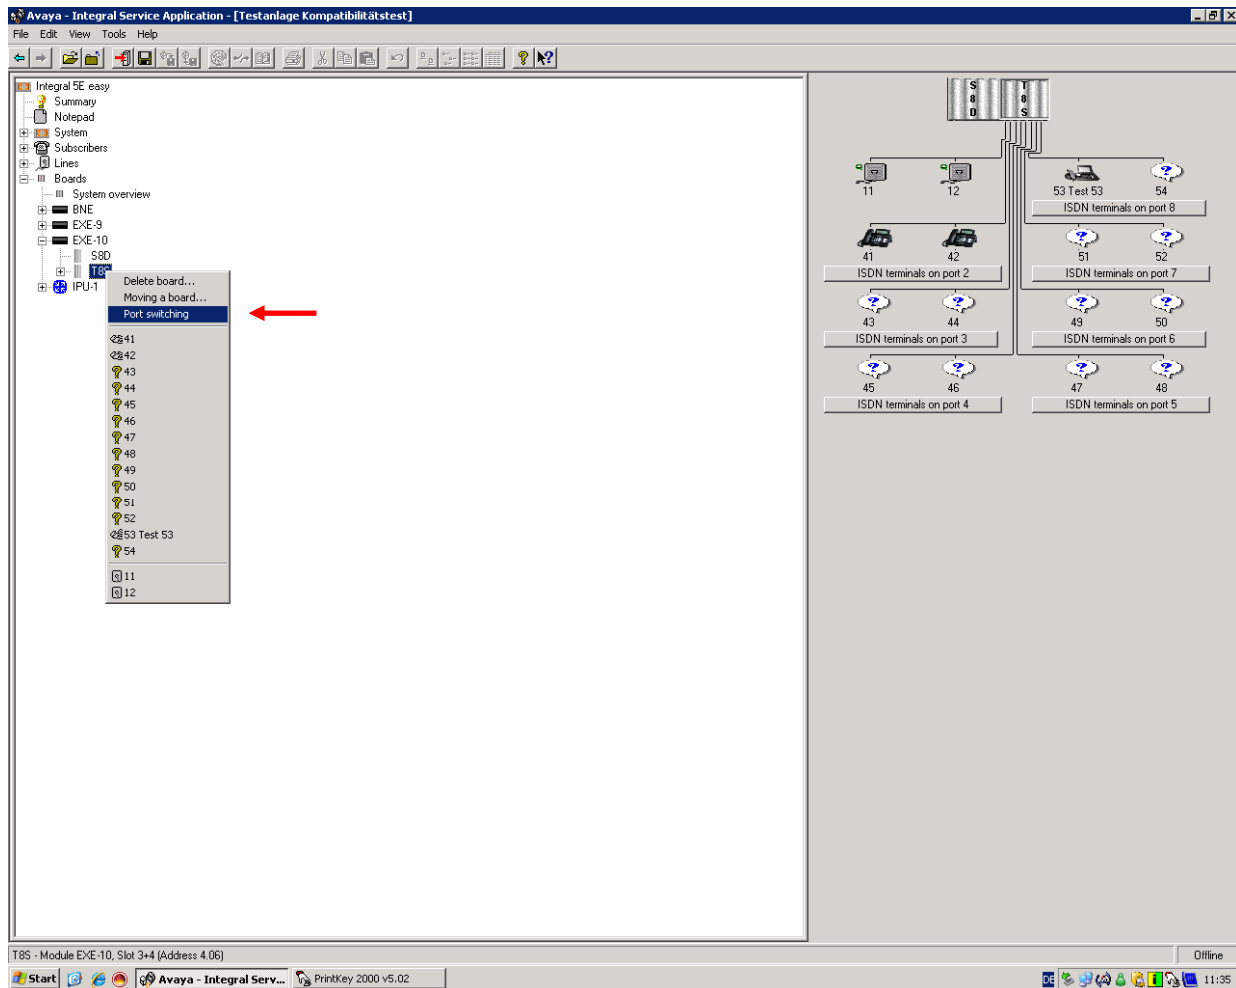 Avaya - Integral Service Application - [Testanlage Kompatibilitätstest]
File Edit View Tools Help
Integral 5E easy
Summary
Notepad
System
Subscribers
Lines
Boards
System overview
BNE
EXE-9
EXE-10
S8D
T8S
IPU-1
Delete board...
Moving a board...
Port switching
41
42
43
44
45
46
47
48
49
50
51
52
53 Test 53
54
11
12
S T
8 8
D S
11 12 53 Test 53 54
ISDN terminals on port 8
41 42 51 52
ISDN terminals on port 2 ISDN terminals on port 7
43 44 49 50
ISDN terminals on port 3 ISDN terminals on port 6
45 46 47 48
ISDN terminals on port 4 ISDN terminals on port 5
T8S - Module EXE-10, Slot 3+4 (Address 4.06) Offline
Start Avaya - Integral Serv... PrintKey 2000 v5.02 DE 11:35